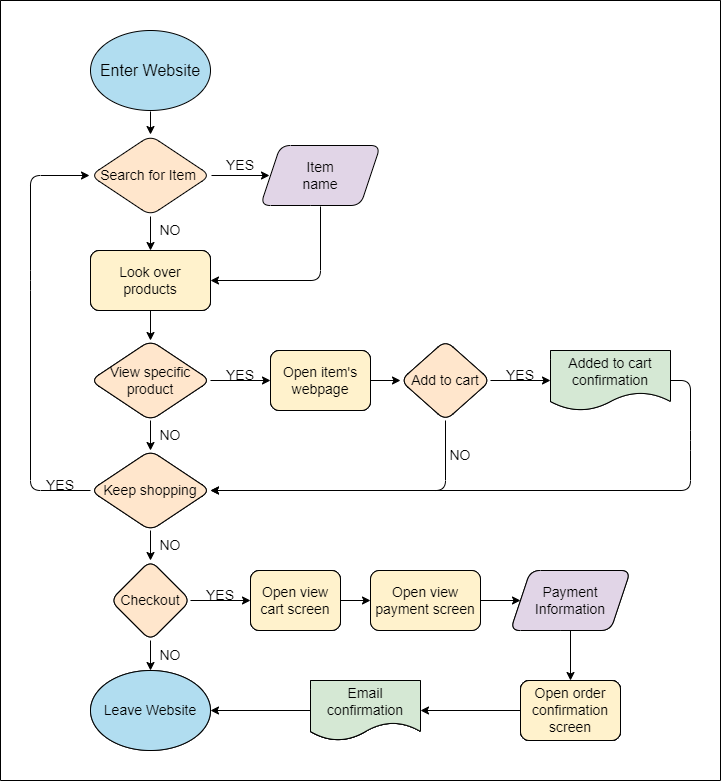 Enter Website
Search for Item
YES
Item
name
NO
Look over
products
View specific
product
YES
Open item's
webpage
Add to cart
YES
Added to cart
confirmation
NO
NO
Keep shopping
YES
NO
Checkout
YES
Open view
cart screen
Open view
payment screen
Payment
Information
NO
Leave Website
Email
confirmation
Open order
confirmation
screen